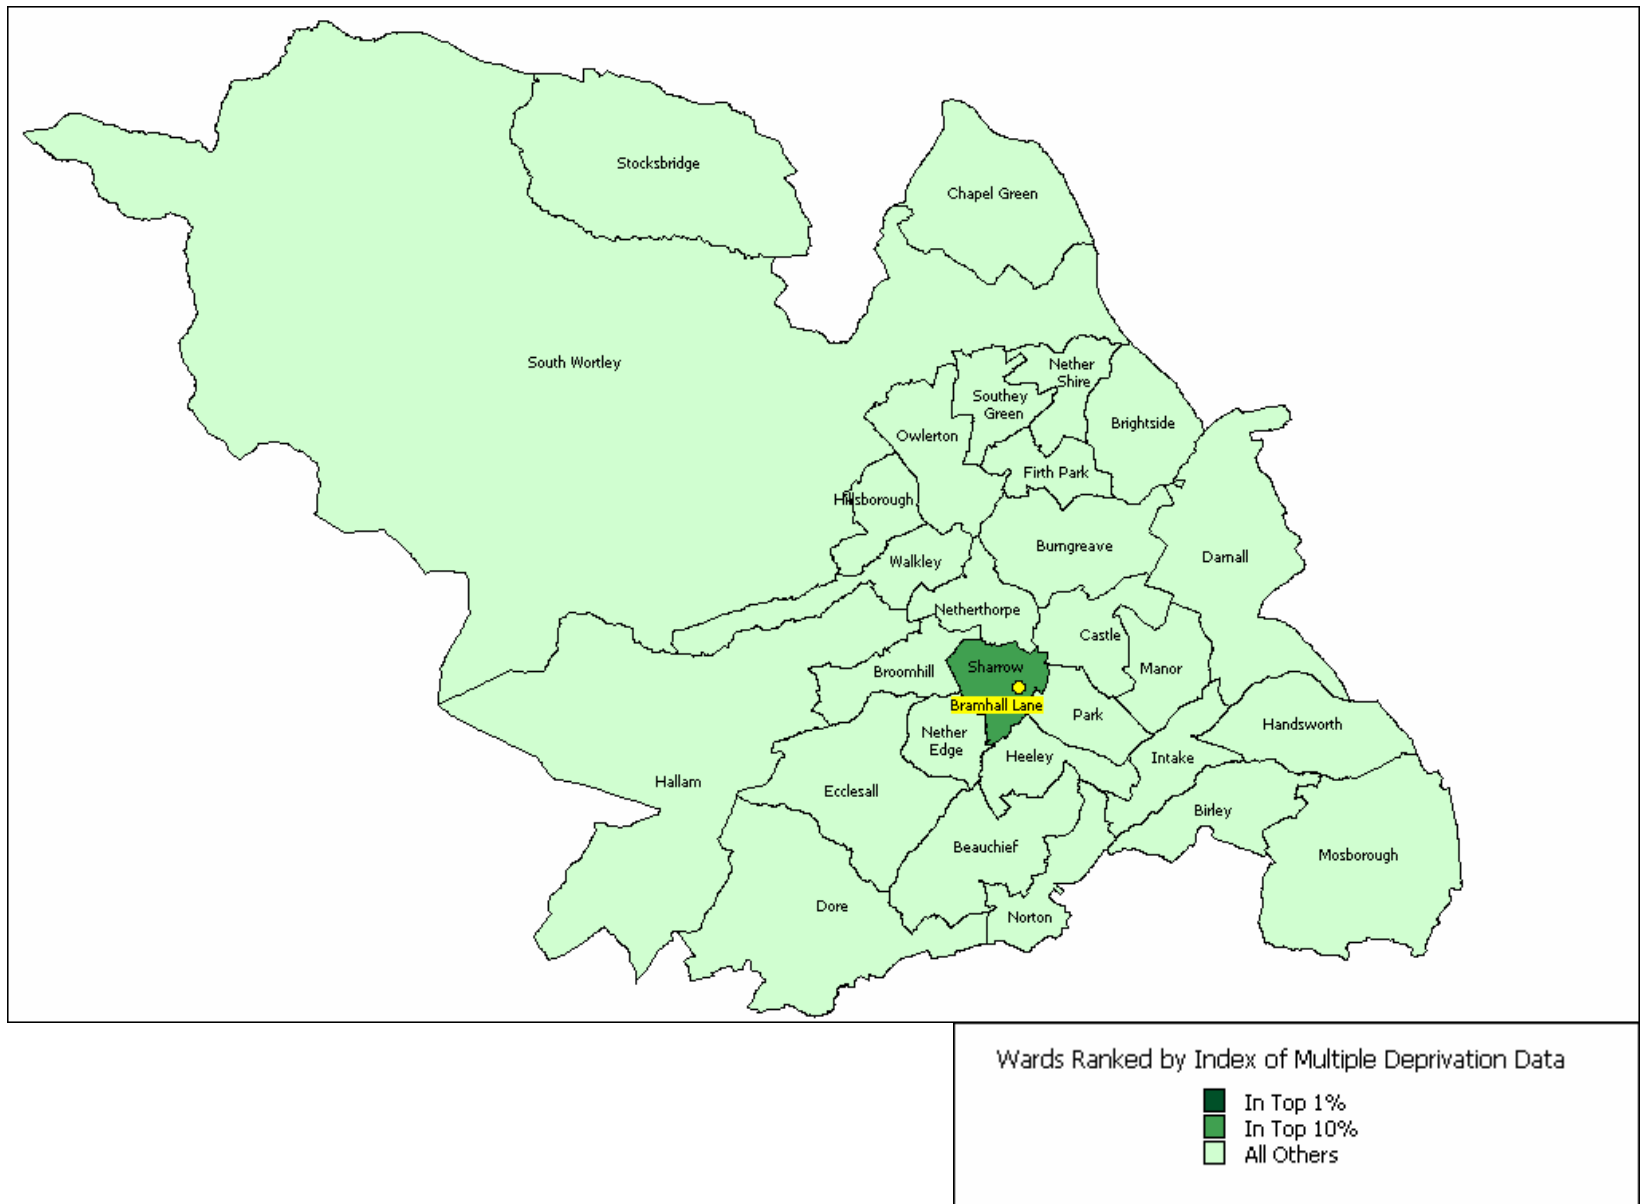 Stocksbridge
Chapel Green
South Wortley
Nether
Shire
Southey
Green
Brightside
Owlerton
Firth Park
Hillsborough
Burngreave
Darnall
Walkley
Netherthorpe
Castle
Sharrow
Manor
Broomhill
Bramhall Lane
Park
Handsworth
Nether
Edge
Heeley
Intake
Hallam
Ecclesall
Birley
Beauchief
Mosborough
Dore
Norton
Wards Ranked by Index of Multiple Deprivation Data
In Top 1%
In Top 10%
All Others